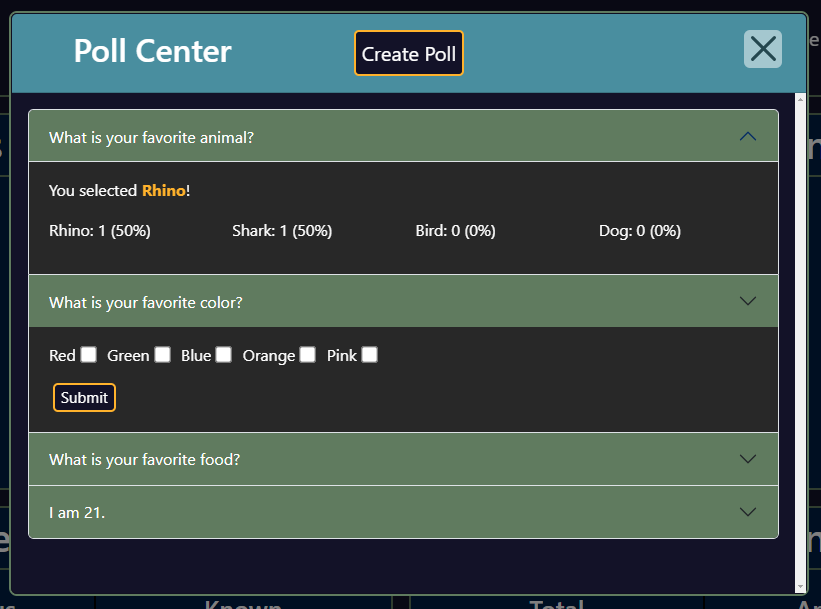 Poll Center
Create Poll
What is your favorite animal?
You selected Rhino!
Rhino: 1 (50%) Shark: 1 (50%) Bird: 0 (0%) Dog: 0 (0%)
What is your favorite color?
Red Green Blue Orange Pink
Submit
What is your favorite food?
I am 21.
Known Total